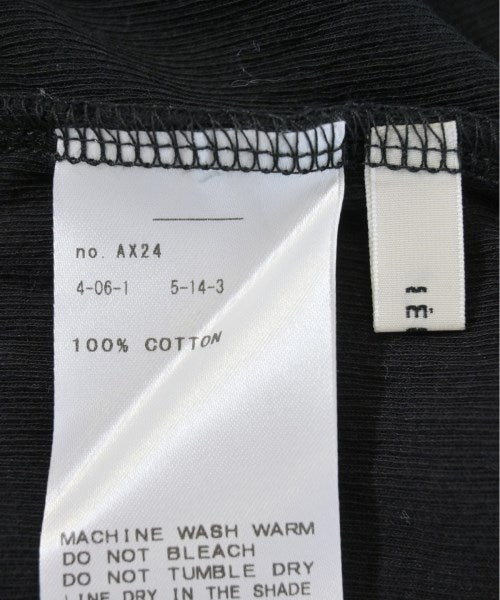 no. AX24
4-06-1 5-14-3
100% COTTON
MACHINE WASH WARM
DO NOT BLEACH
DO NOT TUMBLE DRY
LINE DRY IN THE SHADE